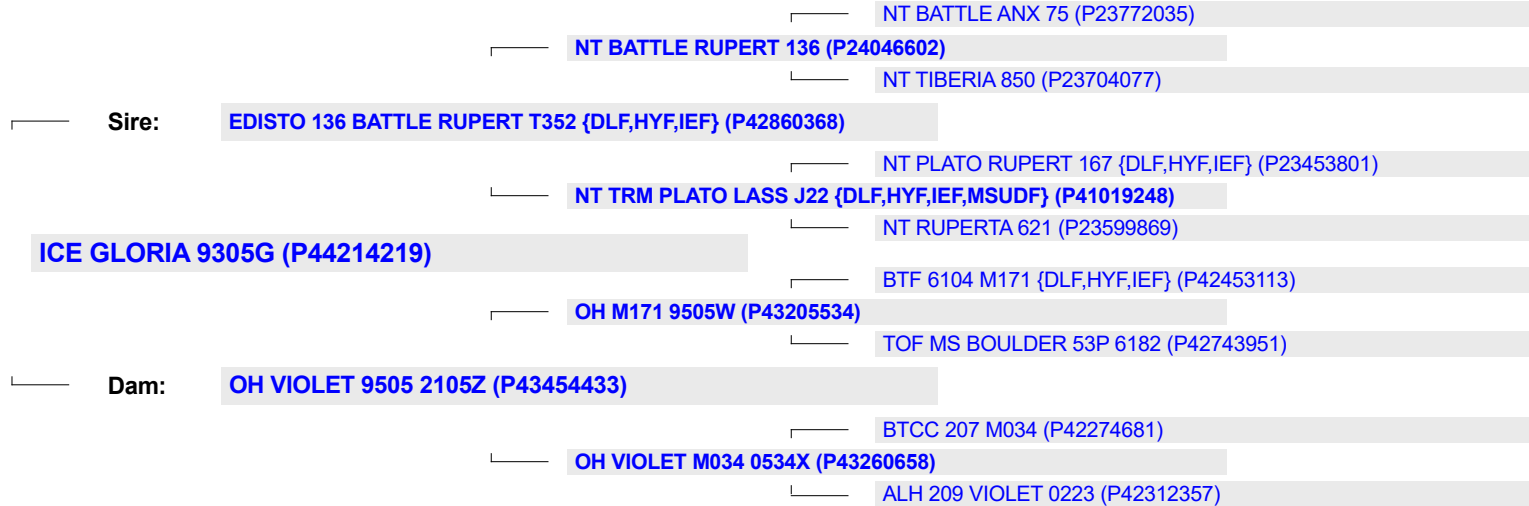 NT BATTLE ANX 75 (P23772035)
NT BATTLE RUPERT 136 (P24046602)
NT TIBERIA 850 (P23704077)
Sire: EDISTO 136 BATTLE RUPERT T352 {DLF,HYF,IEF} (P42860368)
NT PLATO RUPERT 167 {DLF,HYF,IEF} (P23453801)
NT TRM PLATO LASS J22 {DLF,HYF,IEF,MSUDF} (P41019248)
NT RUPERTA 621 (P23599869)
ICE GLORIA 9305G (P44214219)
BTF 6104 M171 {DLF,HYF,IEF} (P42453113)
OH M171 9505W (P43205534)
TOF MS BOULDER 53P 6182 (P42743951)
Dam: OH VIOLET 9505 2105Z (P43454433)
BTCC 207 M034 (P42274681)
OH VIOLET M034 0534X (P43260658)
ALH 209 VIOLET 0223 (P42312357)